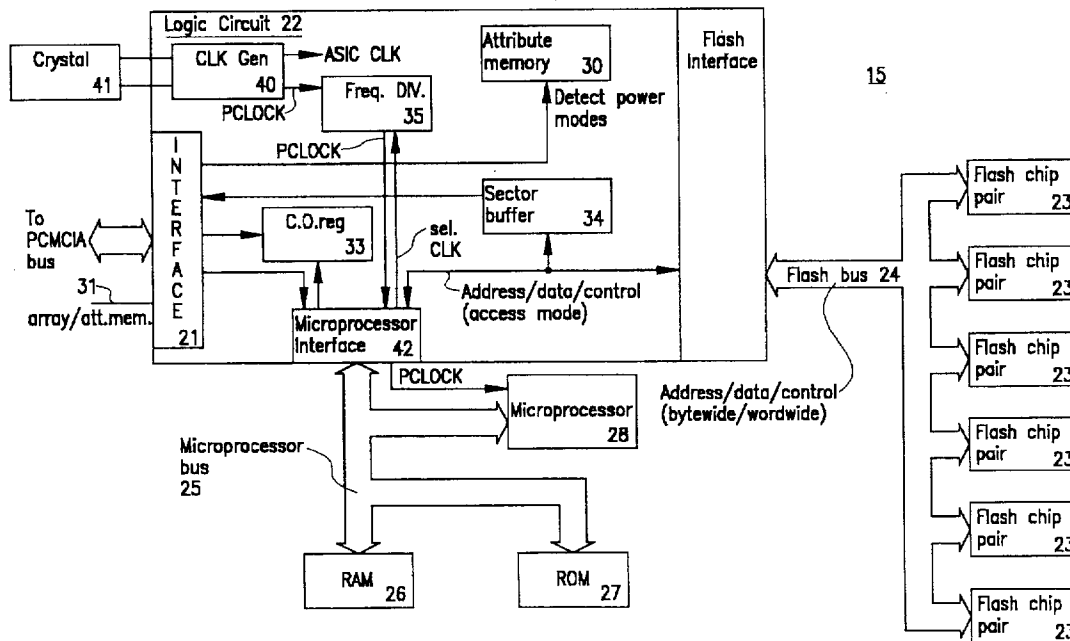 Logic Circuit 22
Crystal
41
CLK Gen
40
ASIC CLK
PCLOCK
Freq. DIV.
35
PCLOCK
Attribute
memory
30
Detect power
modes
Flash
Interface
15
INTERFACE
21
To
PCMCIA
bus
31
array/att.mem.
C.O.reg
33
sel.
CLK
Sector
buffer
34
Address/data/control
(access mode)
Microprocessor
Interface
42
PCLOCK
Microprocessor
28
Microprocessor
bus
25
RAM
26
ROM
27
Flash bus 24
Address/data/control
(bytewide/wordwide)
Flash chip
pair 23
Flash chip
pair 23
Flash chip
pair 23
Flash chip
pair 23
Flash chip
pair 23
Flash chip
pair 23